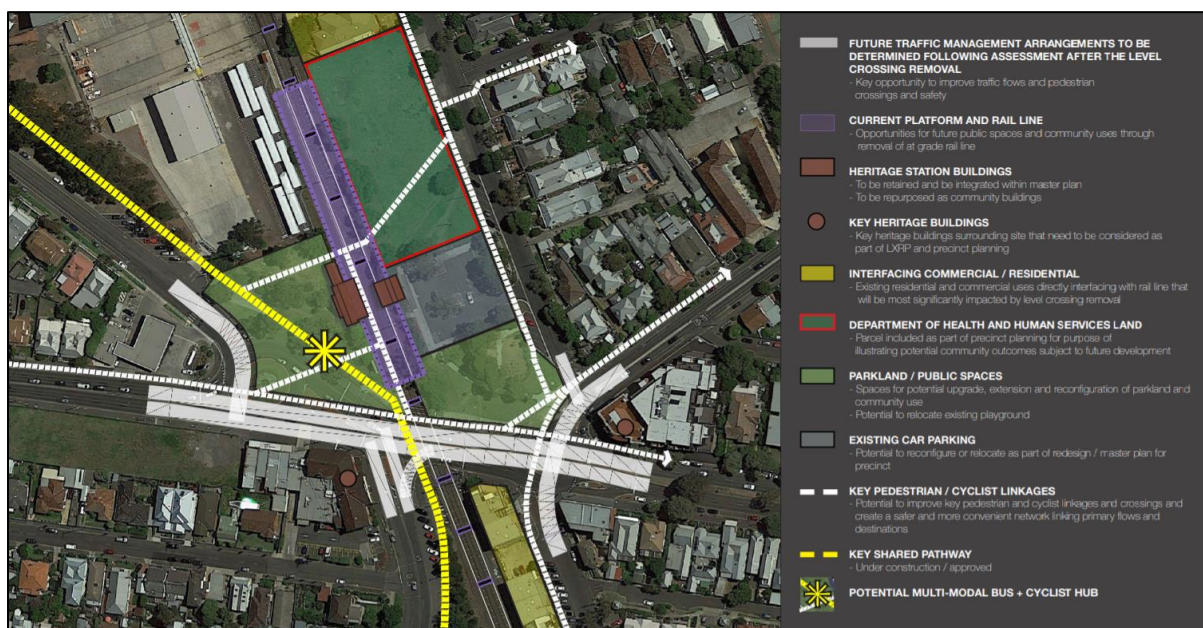 FUTURE TRAFFIC MANAGEMENT ARRANGEMENTS TO BE
DETERMINED FOLLOWING ASSESSMENT AFTER THE LEVEL
CROSSING REMOVAL
- Key opportunity to improve traffic flows and pedestrian
crossings and safety
CURRENT PLATFORM AND RAIL LINE
- Opportunities for future public spaces and community uses through
removal of at grade rail line
HERITAGE STATION BUILDINGS
- To be retained and be integrated within master plan
- To be repurposed as community buildings
KEY HERITAGE BUILDINGS
- Key heritage buildings surrounding site that need to be considered as
part of LXRP and precinct planning
INTERFACING COMMERCIAL / RESIDENTIAL
- Existing residential and commercial uses directly interfacing with rail line that
will be most significantly impacted by level crossing removal
DEPARTMENT OF HEALTH AND HUMAN SERVICES LAND
- Parcel included as part of precinct planning for purpose of
illustrating potential community outcomes subject to future development
PARKLAND / PUBLIC SPACES
- Spaces for potential upgrade, extension and reconfiguration of parkland and
community use
- Potential to relocate existing playground
EXISTING CAR PARKING
- Potential to reconfigure or relocate as part of redesign / master plan for
precinct
KEY PEDESTRIAN / CYCLIST LINKAGES
- Potential to improve key pedestrian and cyclist linkages and crossings and
create a safer and more convenient network linking primary flows and
destinations
KEY SHARED PATHWAY
- Under construction / approved
POTENTIAL MULTI-MODAL BUS + CYCLIST HUB